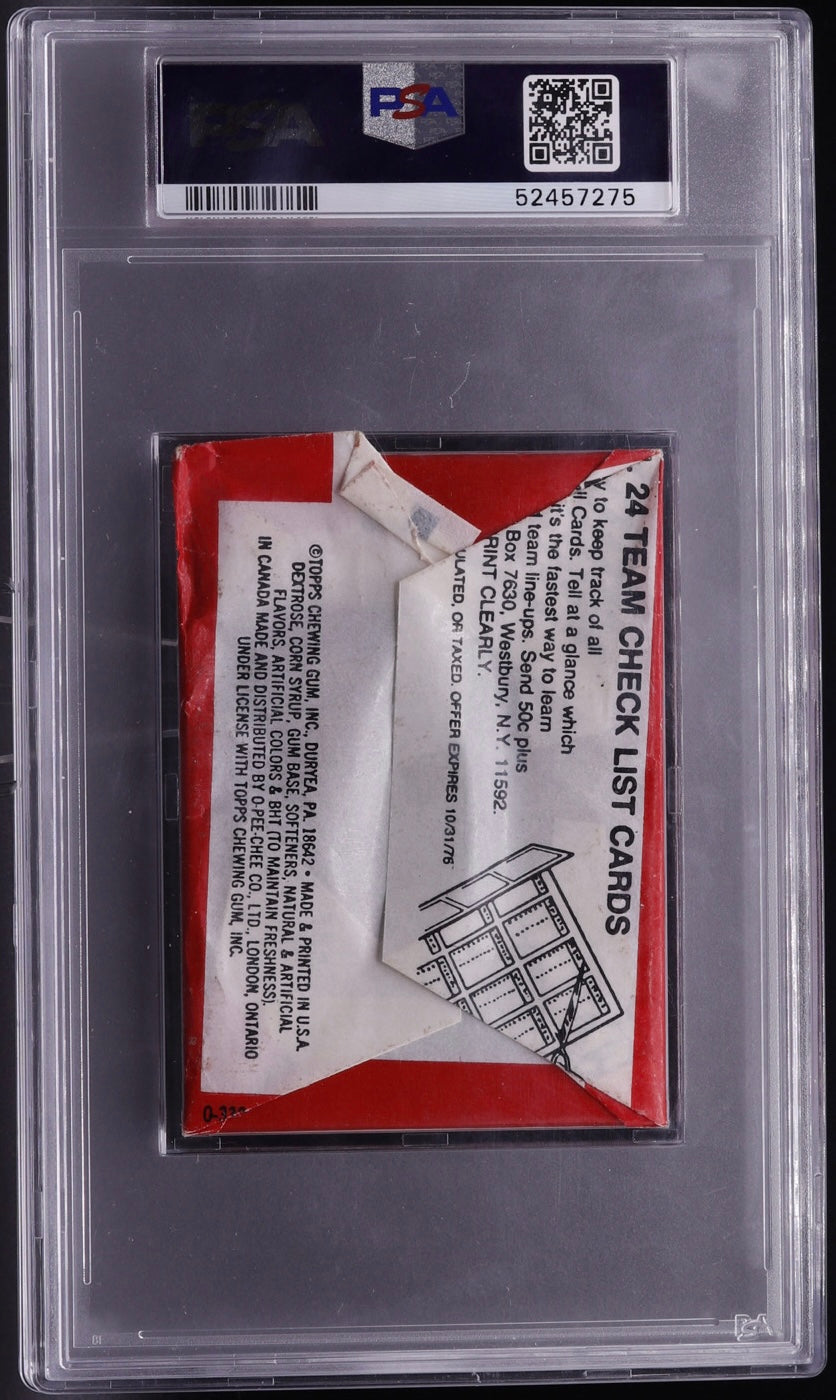 PSA
PSA
52457275
24 TEAM CHECK LIST CARDS
to keep track of all
Cards. Tell at a glance which
it's the fastest way to learn
team line-ups. Send 50c plus
Box 7630, Westbury, N.Y. 11592.
RINT CLEARLY.
ULATED, OR TAXED. OFFER EXPIRES 10/31/76
©TOPPS CHEWING GUM, INC., DURYEA, PA. 18642 • MADE & PRINTED IN U.S.A.
DEXTROSE, CORN SYRUP, GUM BASE, SOFTENERS, NATURAL & ARTIFICIAL
FLAVORS, ARTIFICIAL COLORS & BHT (TO MAINTAIN FRESHNESS).
IN CANADA MADE AND DISTRIBUTED BY O-PEE-CHEE CO., LTD., LONDON, ONTARIO
UNDER LICENSE WITH TOPPS CHEWING GUM, INC.
PSA